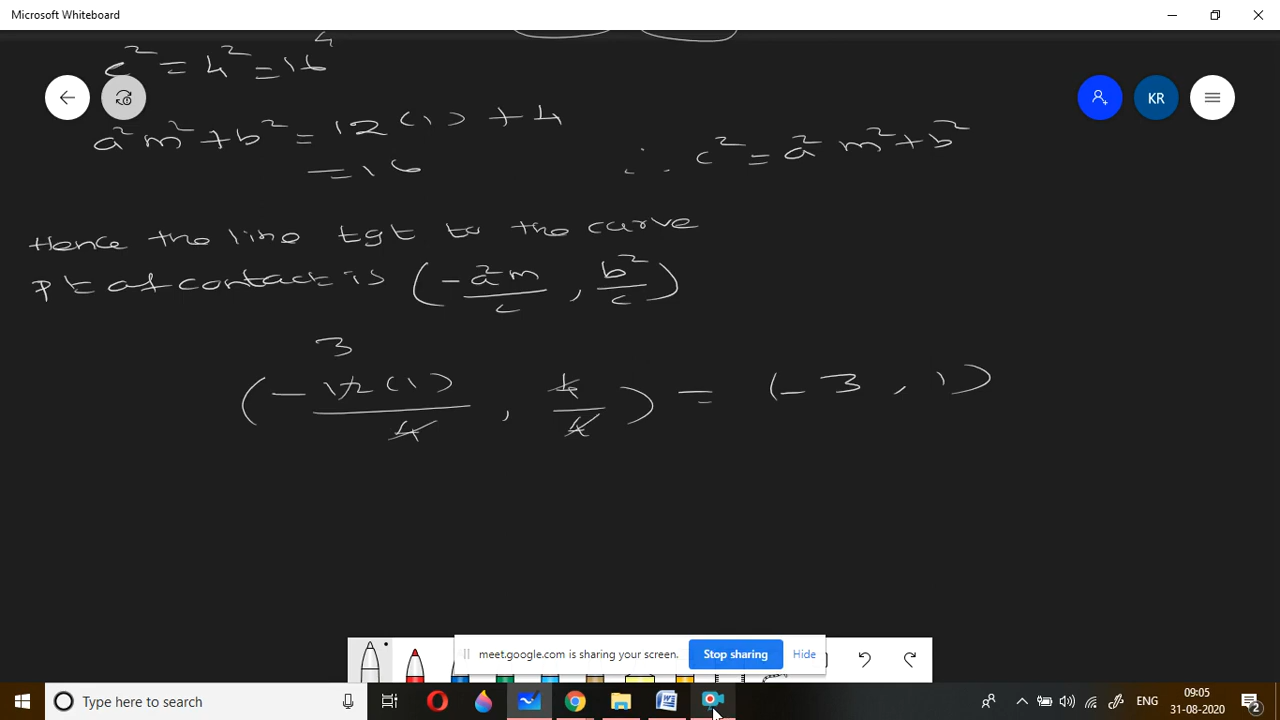 Microsoft Whiteboard
c² = 4² = 16
a²m² + b² = 12 (1) + 4
= 16
∴ c² = a²m² + b²
Hence the line tgt to the curve
pt of contact is (-a²m/c , b²/c)
3
(-12(1)/4 , 4/4) = (-3 , 1)
KR
meet.google.com is sharing your screen. Stop sharing Hide
Type here to search
ENG
09:05
31-08-2020
2